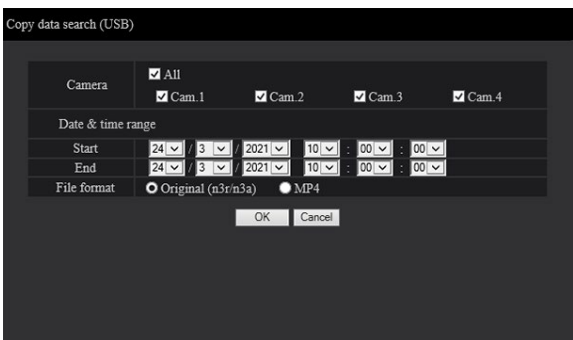 Copy data search (USB)
Camera
All
Cam.1 Cam.2 Cam.3 Cam.4
Date & time range
Start 24 / 3 / 2021 10 : 00 : 00
End 24 / 3 / 2021 10 : 00 : 00
File format Original (n3r/n3a) MP4
OK Cancel